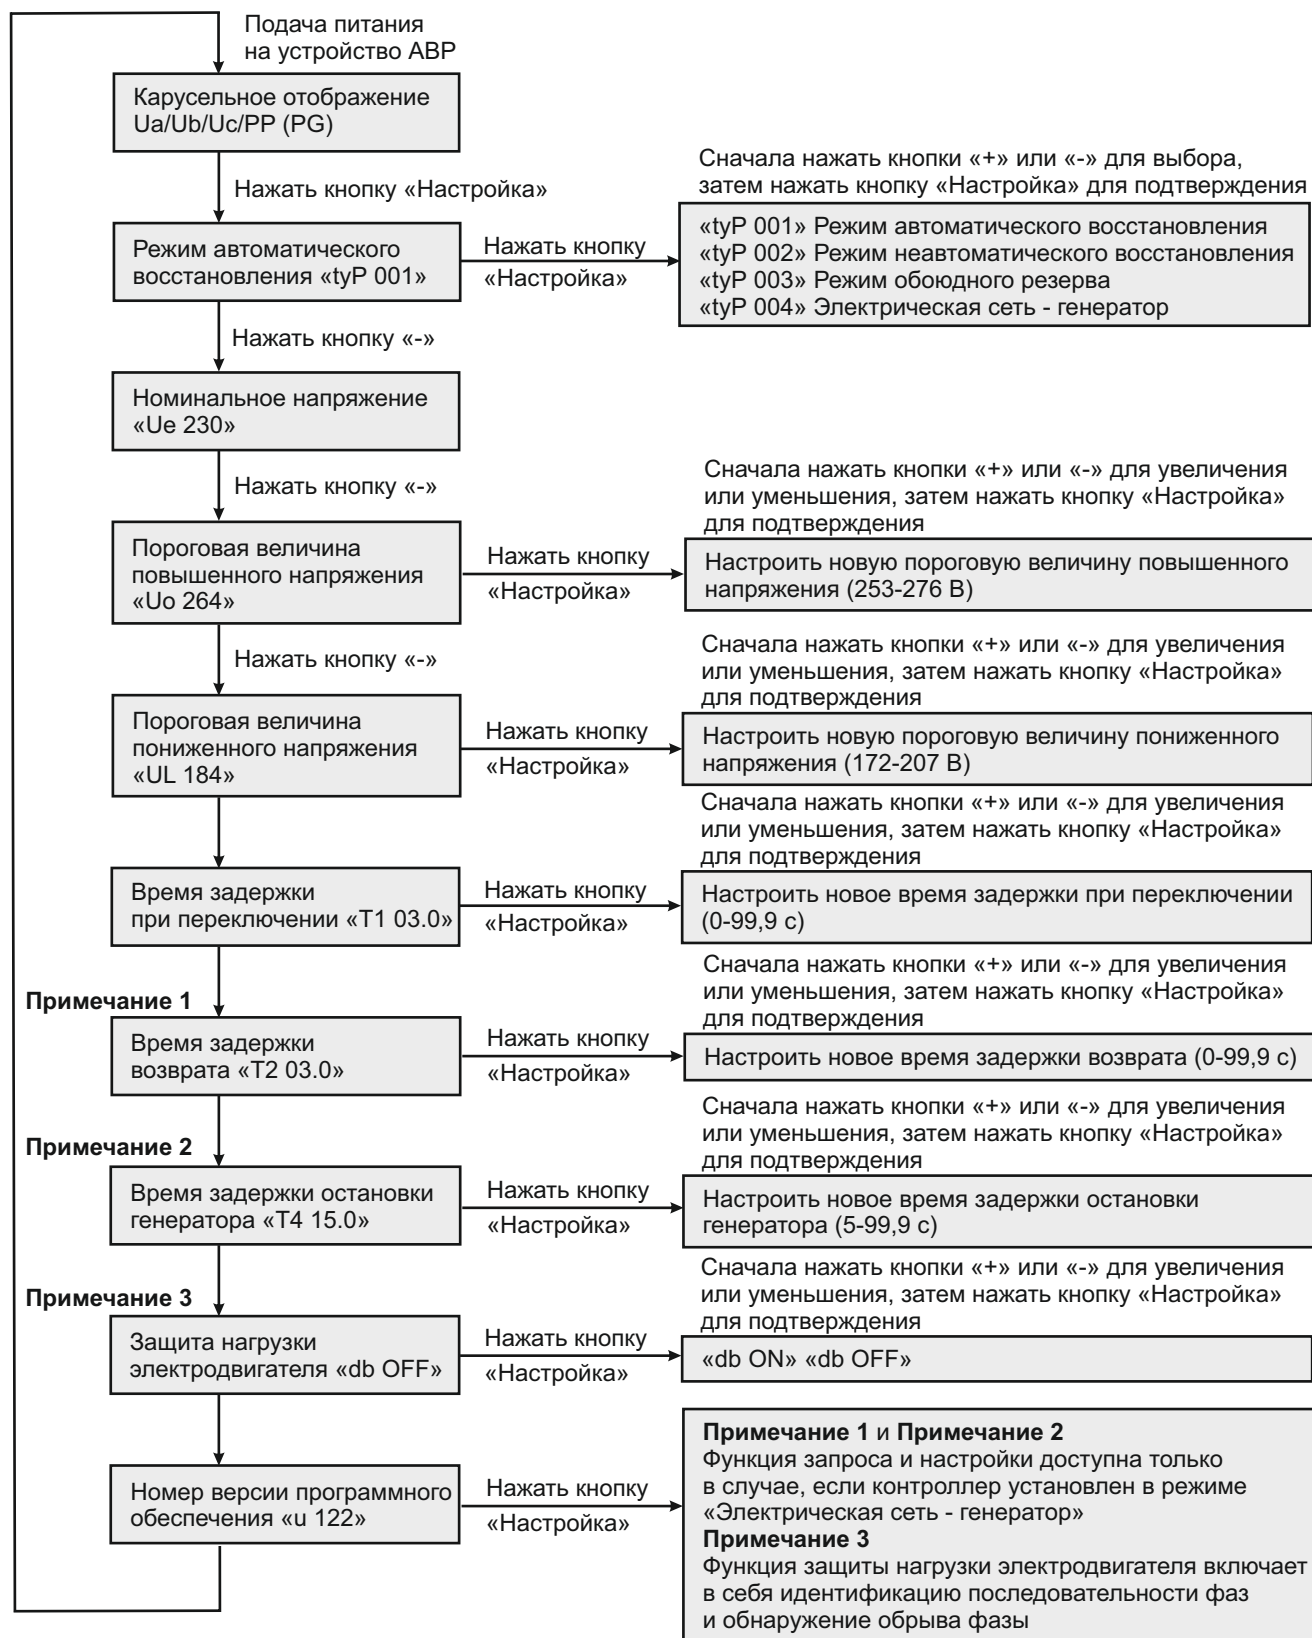 Подача питания
на устройство АВР
Карусельное отображение
Ua/Ub/Uc/PP (PG)
Нажать кнопку «Настройка»
Сначала нажать кнопки «+» или «-» для выбора,
затем нажать кнопку «Настройка» для подтверждения
Режим автоматического
восстановления «tyP 001»
Нажать кнопку
«Настройка»
«tyP 001» Режим автоматического восстановления
«tyP 002» Режим неавтоматического восстановления
«tyP 003» Режим обоюдного резерва
«tyP 004» Электрическая сеть - генератор
Нажать кнопку «-»
Номинальное напряжение
«Ue 230»
Нажать кнопку «-»
Сначала нажать кнопки «+» или «-» для увеличения
или уменьшения, затем нажать кнопку «Настройка»
для подтверждения
Пороговая величина
повышенного напряжения
«Uo 264»
Нажать кнопку
«Настройка»
Настроить новую пороговую величину повышенного
напряжения (253-276 В)
Нажать кнопку «-»
Сначала нажать кнопки «+» или «-» для увеличения
или уменьшения, затем нажать кнопку «Настройка»
для подтверждения
Пороговая величина
пониженного напряжения
«UL 184»
Нажать кнопку
«Настройка»
Настроить новую пороговую величину пониженного
напряжения (172-207 В)
Сначала нажать кнопки «+» или «-» для увеличения
или уменьшения, затем нажать кнопку «Настройка»
для подтверждения
Время задержки
при переключении «T1 03.0»
Нажать кнопку
«Настройка»
Настроить новое время задержки при переключении
(0-99,9 с)
Сначала нажать кнопки «+» или «-» для увеличения
или уменьшения, затем нажать кнопку «Настройка»
для подтверждения
Примечание 1
Время задержки
возврата «T2 03.0»
Нажать кнопку
«Настройка»
Настроить новое время задержки возврата (0-99,9 с)
Сначала нажать кнопки «+» или «-» для увеличения
или уменьшения, затем нажать кнопку «Настройка»
для подтверждения
Примечание 2
Время задержки остановки
генератора «T4 15.0»
Нажать кнопку
«Настройка»
Настроить новое время задержки остановки
генератора (5-99,9 с)
Сначала нажать кнопки «+» или «-» для увеличения
или уменьшения, затем нажать кнопку «Настройка»
для подтверждения
Примечание 3
Защита нагрузки
электродвигателя «db OFF»
Нажать кнопку
«Настройка»
«db ON» «db OFF»
Номер версии программного
обеспечения «u 122»
Нажать кнопку
«Настройка»
Примечание 1 и Примечание 2
Функция запроса и настройки доступна только
в случае, если контроллер установлен в режиме
«Электрическая сеть - генератор»
Примечание 3
Функция защиты нагрузки электродвигателя включает
в себя идентификацию последовательности фаз
и обнаружение обрыва фазы